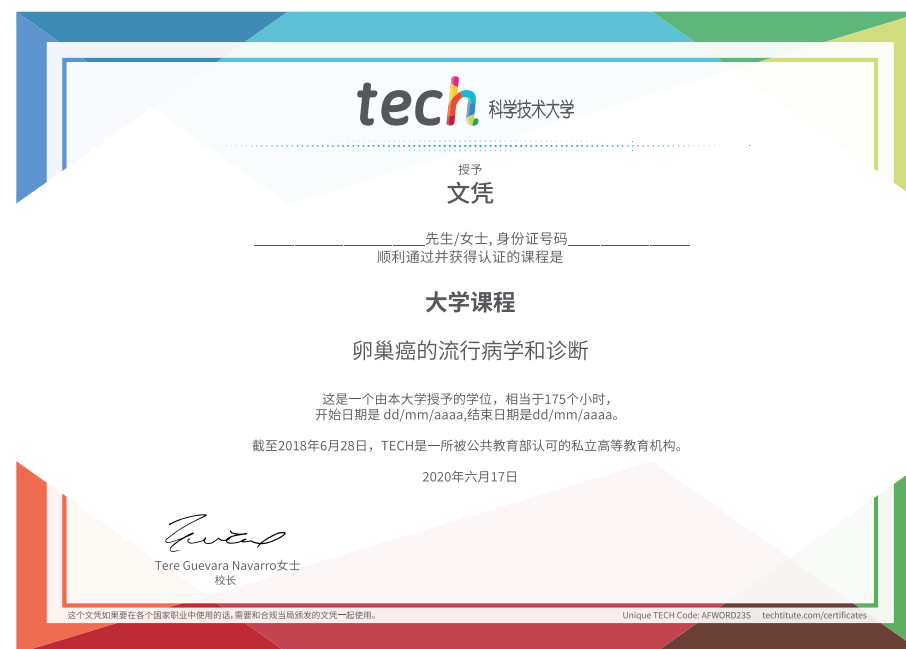 tech 科学技术大学
授予
文凭
先生/女士, 身份证号码
顺利通过并获得认证的课程是
大学课程
卵巢癌的流行病学和诊断
这是一个由本大学授予的学位，相当于175个小时，
开始日期是 dd/mm/aaaa,结束日期是dd/mm/aaaa。
截至2018年6月28日，TECH是一所被公共教育部认可的私立高等教育机构。
2020年六月17日
Tere Guevara Navarro女士
校长
这个文凭如果要在各个国家职业中使用的话,需要和合规当局颁发的文凭一起使用。
Unique TECH Code: AFWORD23S techtitute.com/certificates